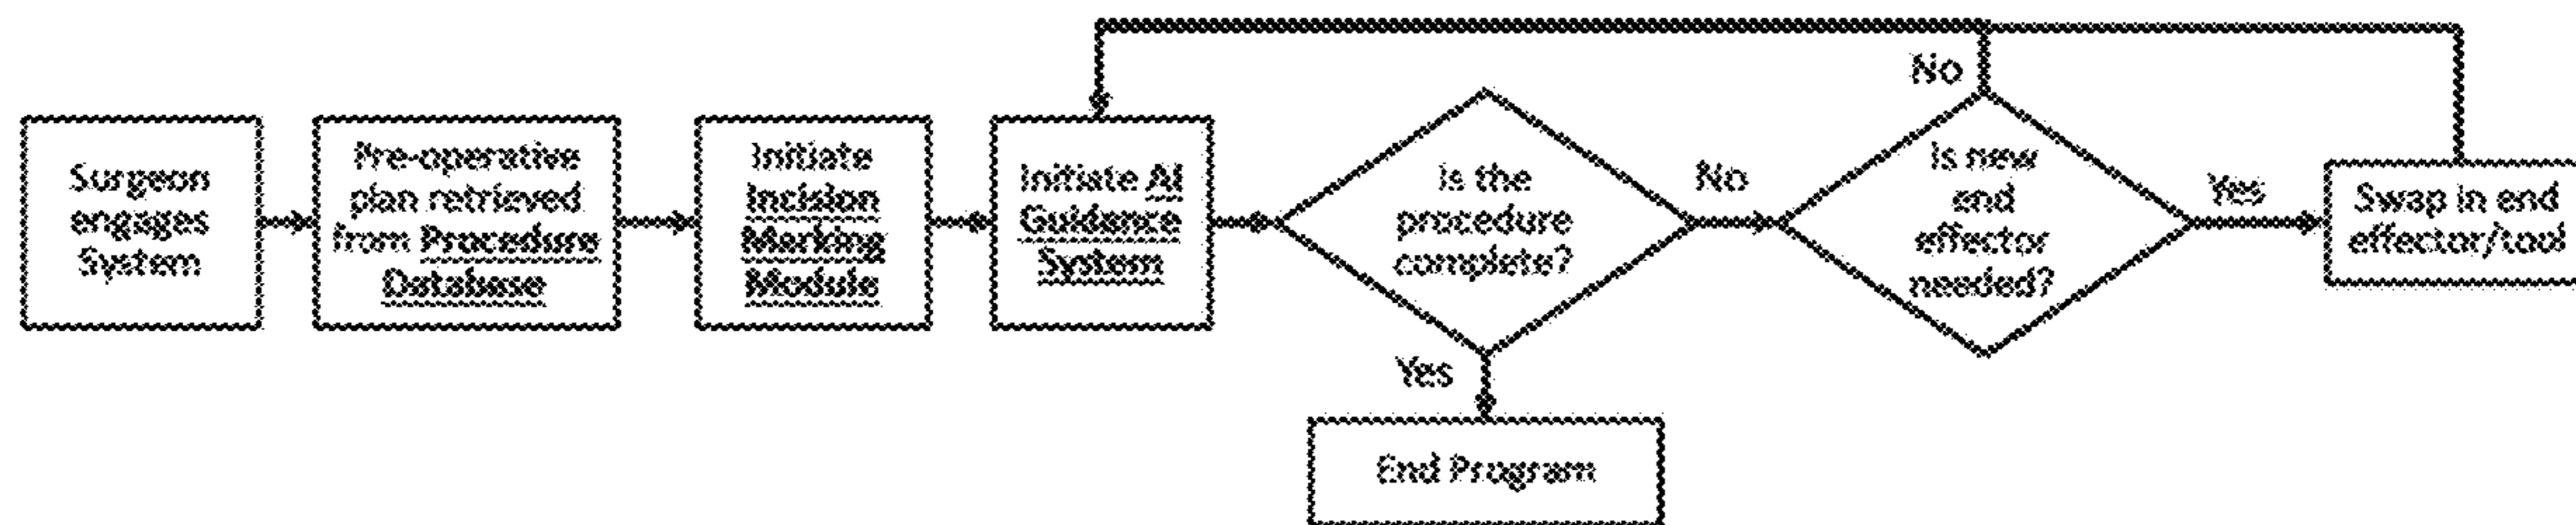 Surgeon
engages
System
Pre-operative
plan retrieved
from Procedure
Database
Initiate
Incision
Marking
Module
Initiate AI
Guidance
System
Is the
procedure
complete?
No
Yes
End Program
Is new
end
effector
needed?
No
Yes
Swap in end
effector/tool